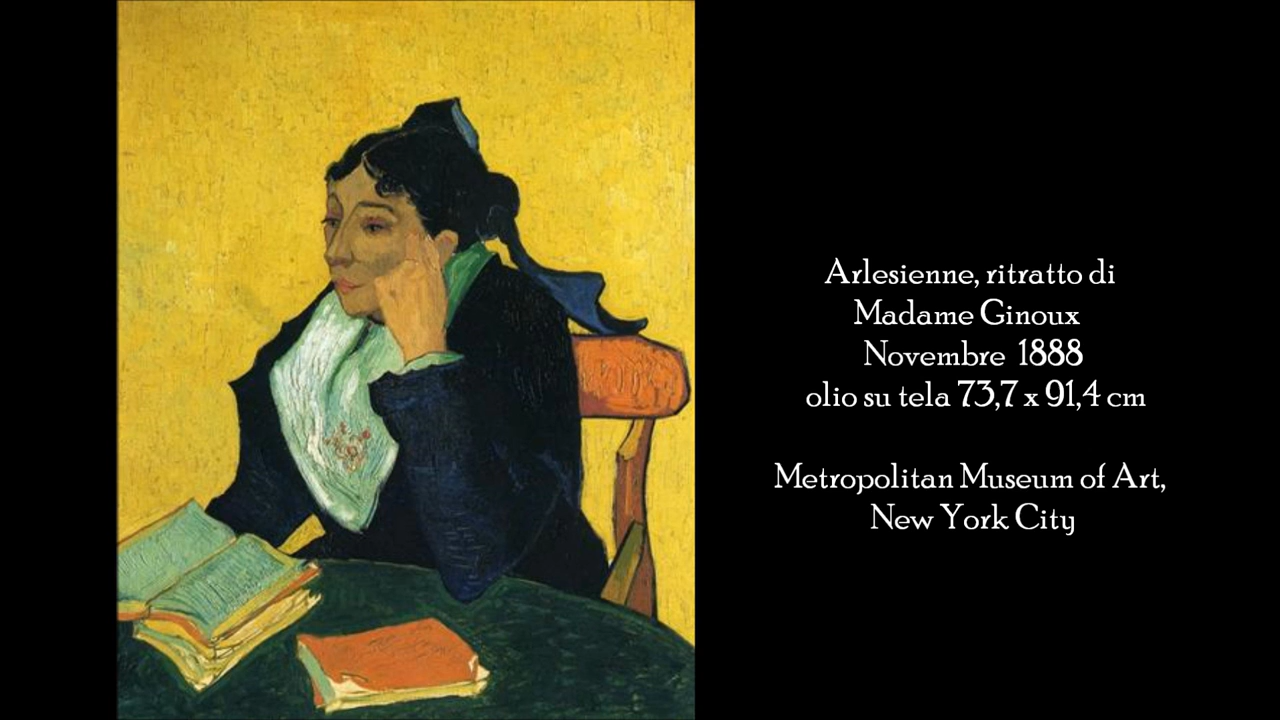 Arlesienne, ritratto di
Madame Ginoux
Novembre 1888
olio su tela 73,7 x 91,4 cm
Metropolitan Museum of Art,
New York City